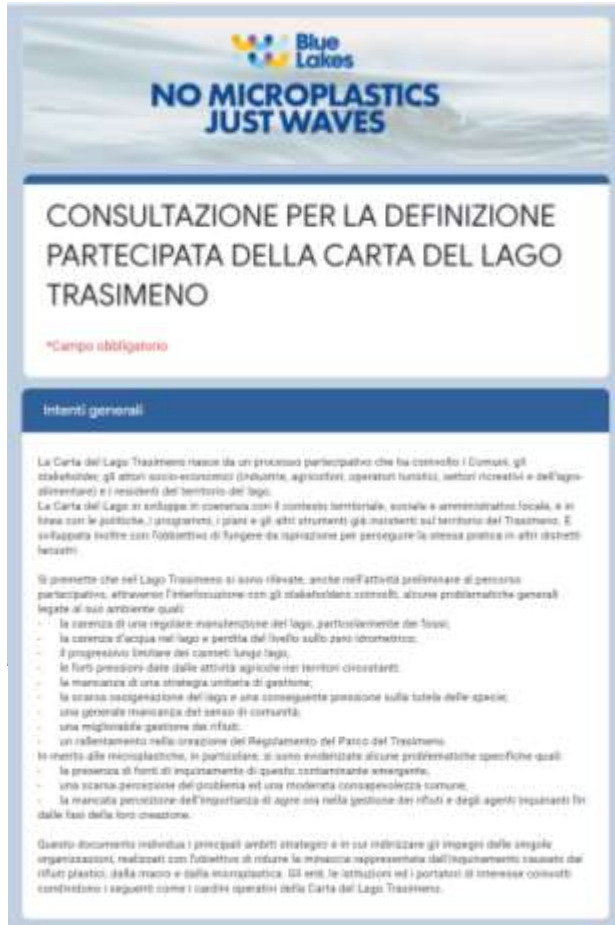 Blue
Lakes
NO MICROPLASTICS
JUST WAVES
CONSULTAZIONE PER LA DEFINIZIONE
PARTECIPATA DELLA CARTA DEL LAGO
TRASIMENO
*Campo obbligatorio
Intenti generali
La Carta del Lago Trasimeno nasce da un processo partecipativo che ha coinvolto i Comuni, gli
stakeholder, gli attori socio-economici (industrie, agricoltori, operatori turistici, settori ricreativi e dell'agro-
alimentare) e i residenti del territorio del lago.
La Carta del Lago si sviluppa in coerenza con il contesto territoriale, sociale e amministrativo locale, e in
linea con le politiche, i programmi, i piani e gli altri strumenti già insistenti sul territorio del Trasimeno. È
sviluppata inoltre con l'obiettivo di fungere da ispirazione per perseguire la stessa pratica in altri distretti
lacustri.
Si premette che nel Lago Trasimeno si sono rilevate, anche nell'attività preliminare al percorso
partecipativo, attraverso l'interlocuzione con gli stakeholders coinvolti, alcune problematiche generali
legate al suo ambiente quali:
- la carenza di una regolare manutenzione del lago, particolarmente dei fossi;
- la carenza d'acqua nel lago e perdita del livello sullo zero idrometrico;
- il progressivo limitare dei canneti lungo lago;
- le forti pressioni date dalle attività agricole nei territori circostanti;
- la mancanza di una strategia unitaria di gestione;
- la scarsa ossigenazione del lago e una conseguente pressione sulla tutela delle specie;
- una generale mancanza del senso di comunità;
- una migliorabile gestione dei rifiuti;
- un rallentamento nella creazione del Regolamento del Parco del Trasimeno.
In merito alle microplastiche, in particolare, si sono evidenziate alcune problematiche specifiche quali:
- la presenza di fonti di inquinamento di questo contaminante emergente,
- una scarsa percezione del problema ed una moderata consapevolezza comune,
- la mancata percezione dell'importanza di agire ora nella gestione dei rifiuti e degli agenti inquinanti fin
dalle fasi della loro creazione.
Questo documento individua i principali ambiti strategici e in cui indirizzare gli impegni delle singole
organizzazioni, realizzati con l'obiettivo di ridurre la minaccia rappresentata dall'inquinamento causato dai
rifiuti plastici, dalla macro e dalla microplastica. Gli enti, le istituzioni ed i portatori di interesse coinvolti
condividono i seguenti come i cardini operativi della Carta del Lago Trasimeno.